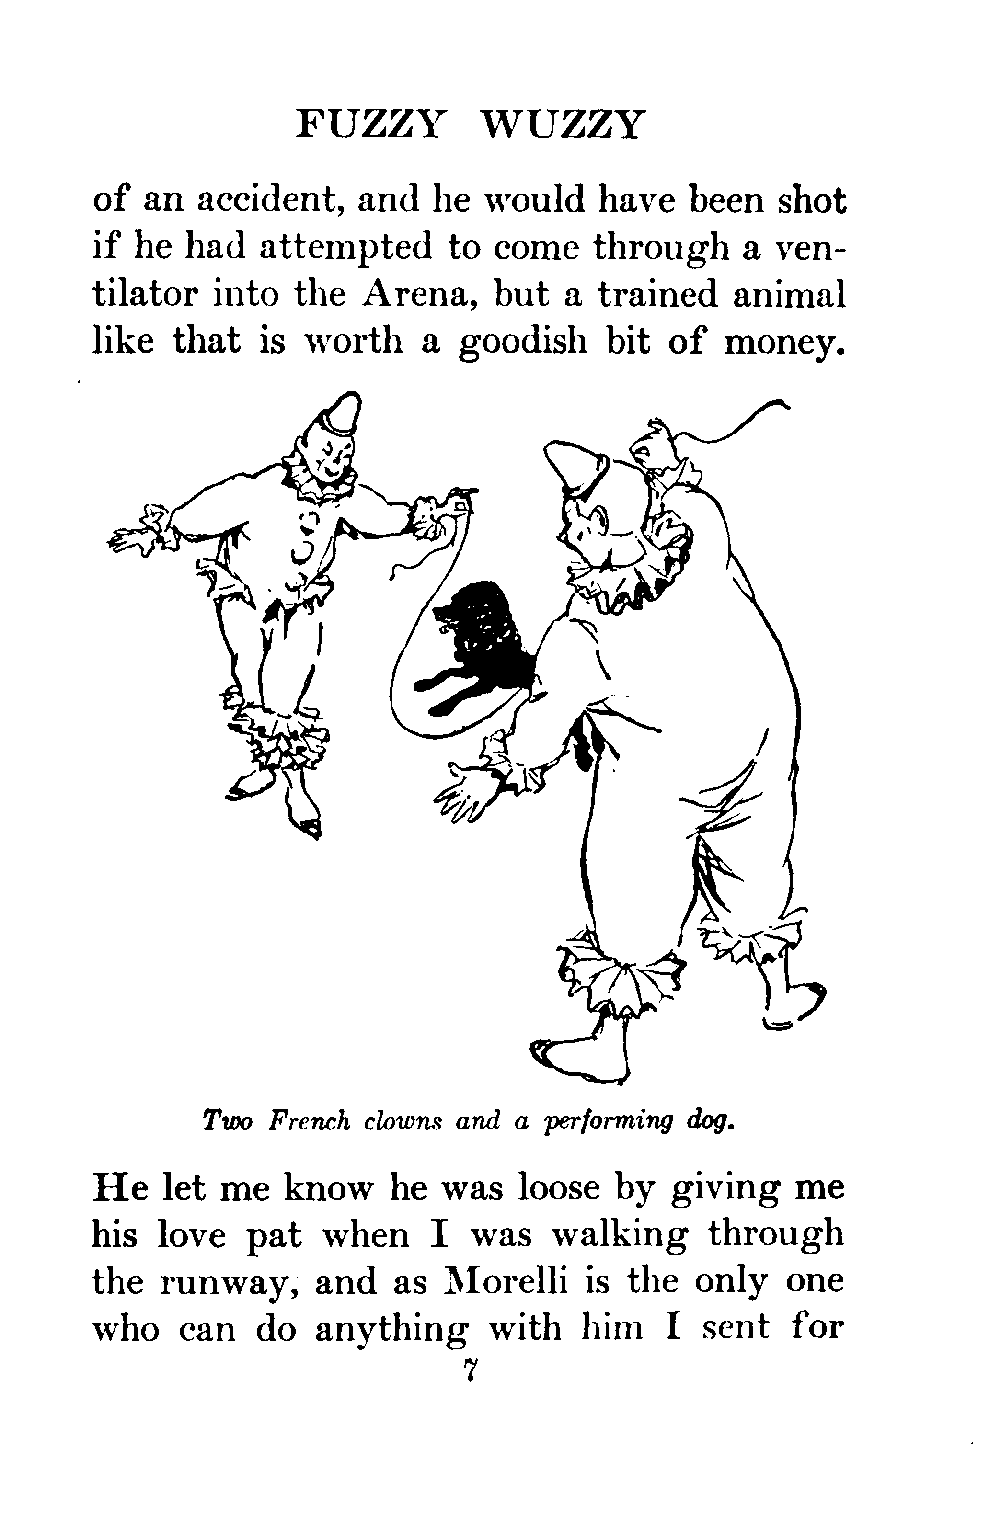 FUZZY WUZZY
of an accident, and he would have been shot
if he had attempted to come through a ven-
tilator into the Arena, but a trained animal
like that is worth a goodish bit of money.
Two French clowns and a performing dog.
He let me know he was loose by giving me
his love pat when I was walking through
the runway, and as Morelli is the only one
who can do anything with him I sent for
7